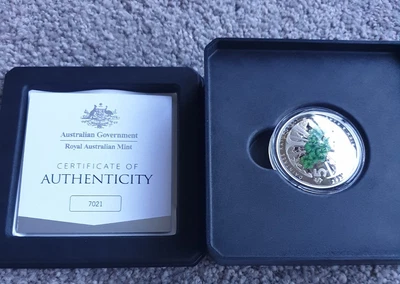 Australian Government
Royal Australian Mint
CERTIFICATE OF
AUTHENTICITY
7021